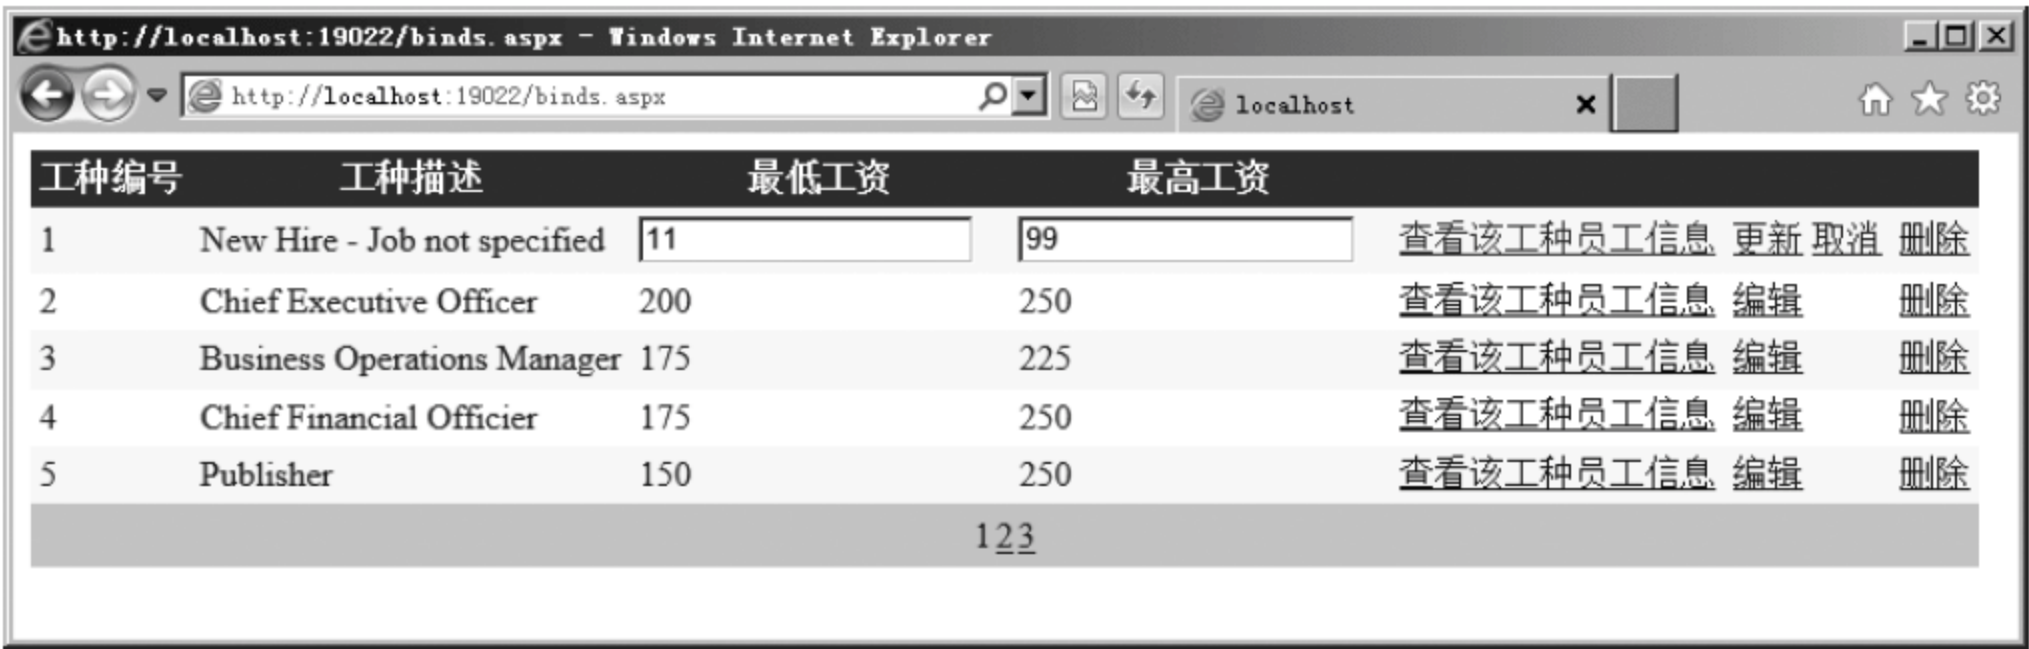 http://localhost:19022/binds.aspx - Windows Internet Explorer
http://localhost:19022/binds.aspx localhost
工种编号 工种描述 最低工资 最高工资
1 New Hire - Job not specified 11 99 查看该工种员工信息 更新 取消 删除
2 Chief Executive Officer 200 250 查看该工种员工信息 编辑 删除
3 Business Operations Manager 175 225 查看该工种员工信息 编辑 删除
4 Chief Financial Officier 175 250 查看该工种员工信息 编辑 删除
5 Publisher 150 250 查看该工种员工信息 编辑 删除
1 2 3